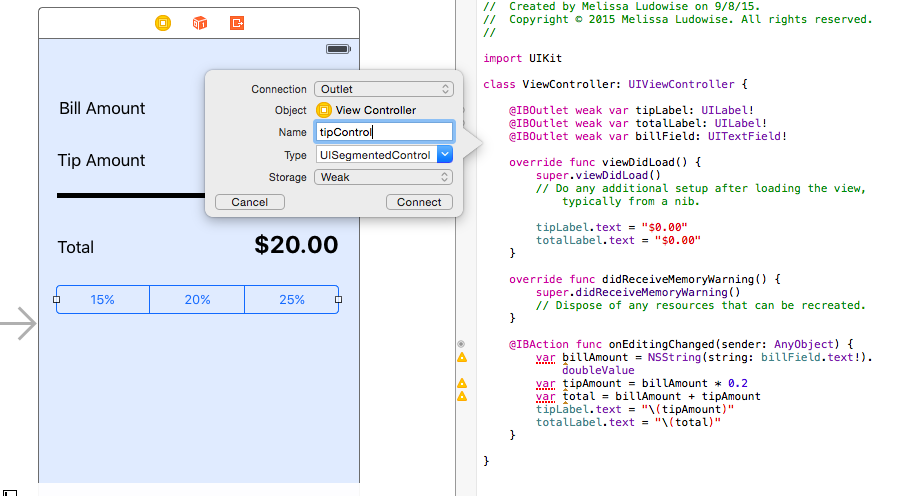 Bill Amount
Tip Amount
Total
$20.00
15% 20% 25%
Connection Outlet
Object View Controller
Name tipControl
Type UISegmentedControl
Storage Weak
Cancel Connect
// Created by Melissa Ludowise on 9/8/15.
// Copyright © 2015 Melissa Ludowise. All rights reserved.
//
import UIKit
class ViewController: UIViewController {
@IBOutlet weak var tipLabel: UILabel!
@IBOutlet weak var totalLabel: UILabel!
@IBOutlet weak var billField: UITextField!
override func viewDidLoad() {
super.viewDidLoad()
// Do any additional setup after loading the view,
typically from a nib.
tipLabel.text = "$0.00"
totalLabel.text = "$0.00"
}
override func didReceiveMemoryWarning() {
super.didReceiveMemoryWarning()
// Dispose of any resources that can be recreated.
}
@IBAction func onEditingChanged(sender: AnyObject) {
var billAmount = NSString(string: billField.text!).
doubleValue
var tipAmount = billAmount * 0.2
var total = billAmount + tipAmount
tipLabel.text = "\(tipAmount)"
totalLabel.text = "\(total)"
}
}